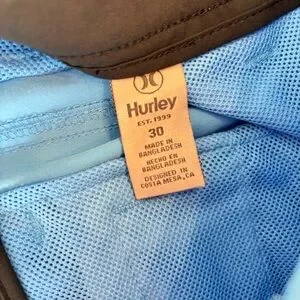 Hurley
EST. 1999
30
MADE IN
BANGLADESH
HECHO EN
BANGLADESH
DESIGNED IN
COSTA MESA, CA